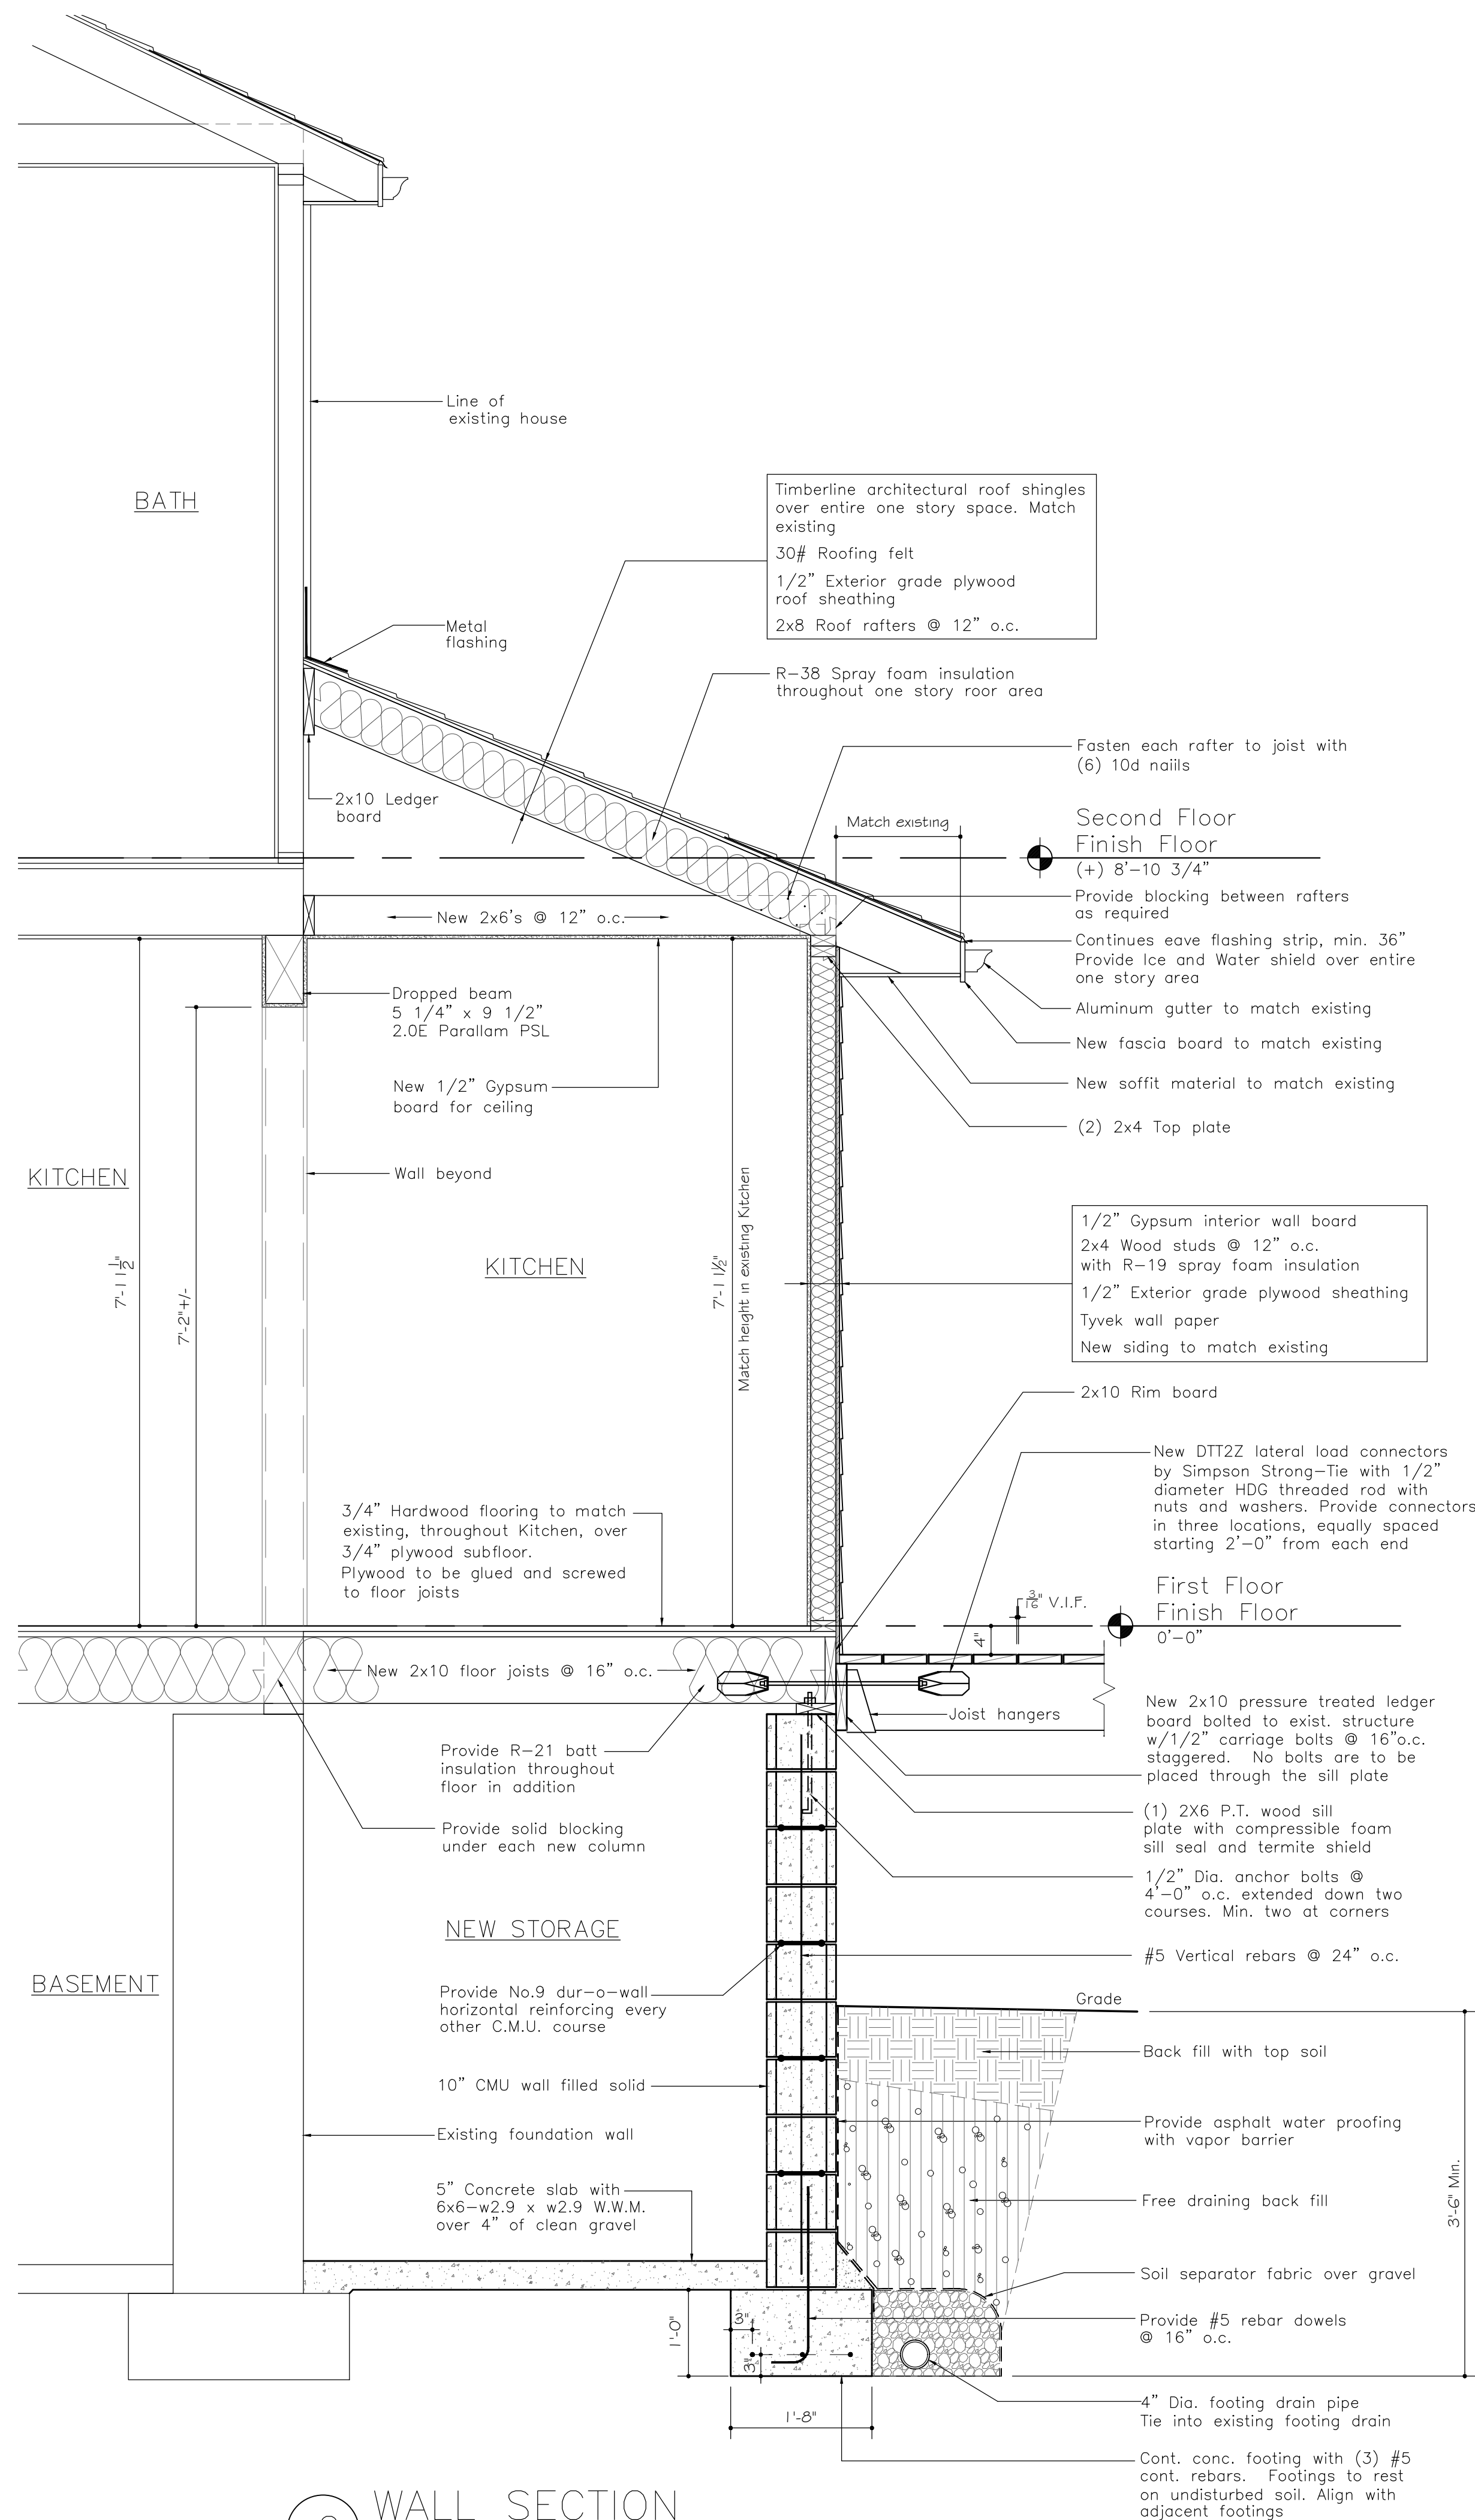 Line of
existing house
BATH
Timberline architectural roof shingles
over entire one story space. Match
existing
30# Roofing felt
1/2" Exterior grade plywood
roof sheathing
2x8 Roof rafters @ 12" o.c.
Metal
flashing
R-38 Spray foam insulation
throughout one story roor area
Fasten each rafter to joist with
(6) 10d naills
2x10 Ledger
board
Match existing
Second Floor
Finish Floor
(+) 8'-10 3/4"
Provide blocking between rafters
as required
New 2x6's @ 12" o.c.
Continues eave flashing strip, min. 36"
Provide Ice and Water shield over entire
one story area
Dropped beam
5 1/4" x 9 1/2"
2.0E Parallam PSL
Aluminum gutter to match existing
New fascia board to match existing
New 1/2" Gypsum
board for ceiling
New soffit material to match existing
(2) 2x4 Top plate
Wall beyond
KITCHEN
7'-11 1/2"
7'-2"+/-
KITCHEN
7'-11 1/2"
Match height in existing Kitchen
1/2" Gypsum interior wall board
2x4 Wood studs @ 12" o.c.
with R-19 spray foam insulation
1/2" Exterior grade plywood sheathing
Tyvek wall paper
New siding to match existing
2x10 Rim board
New DTT2Z lateral load connectors
by Simpson Strong-Tie with 1/2"
diameter HDG threaded rod with
nuts and washers. Provide connectors
in three locations, equally spaced
starting 2'-0" from each end
3/4" Hardwood flooring to match
existing, throughout Kitchen, over
3/4" plywood subfloor.
Plywood to be glued and screwed
to floor joists
3/16" V.I.F.
4"
First Floor
Finish Floor
0'-0"
New 2x10 floor joists @ 16" o.c.
Joist hangers
New 2x10 pressure treated ledger
board bolted to exist. structure
w/1/2" carriage bolts @ 16"o.c.
staggered. No bolts are to be
placed through the sill plate
Provide R-21 batt
insulation throughout
floor in addition
(1) 2X6 P.T. wood sill
plate with compressible foam
sill seal and termite shield
Provide solid blocking
under each new column
1/2" Dia. anchor bolts @
4'-0" o.c. extended down two
courses. Min. two at corners
NEW STORAGE
#5 Vertical rebars @ 24" o.c.
BASEMENT
Provide No.9 dur-o-wall
horizontal reinforcing every
other C.M.U. course
Grade
Back fill with top soil
10" CMU wall filled solid
Provide asphalt water proofing
with vapor barrier
Existing foundation wall
3'-6" Min.
5" Concrete slab with
6x6-w2.9 x w2.9 W.W.M.
over 4" of clean gravel
Free draining back fill
Soil separator fabric over gravel
1'-0"
3"
3"
Provide #5 rebar dowels
@ 16" o.c.
1'-8"
4" Dia. footing drain pipe
Tie into existing footing drain
Cont. conc. footing with (3) #5
cont. rebars. Footings to rest
on undisturbed soil. Align with
adjacent footings
WALL SECTION